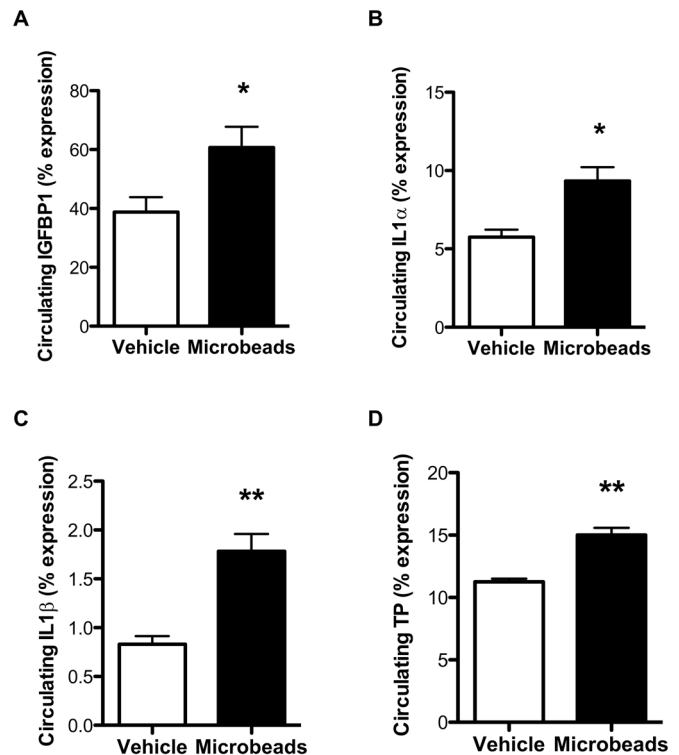 A
Circulating IGFBP1 (% expression)
80
60
40
20
0
*
Vehicle Microbeads
B
Circulating IL1α (% expression)
15
10
5
0
*
Vehicle Microbeads
C
Circulating IL1β (% expression)
2.5
2.0
1.5
1.0
0.5
0.0
**
Vehicle Microbeads
D
Circulating TP (% expression)
20
15
10
5
0
**
Vehicle Microbeads